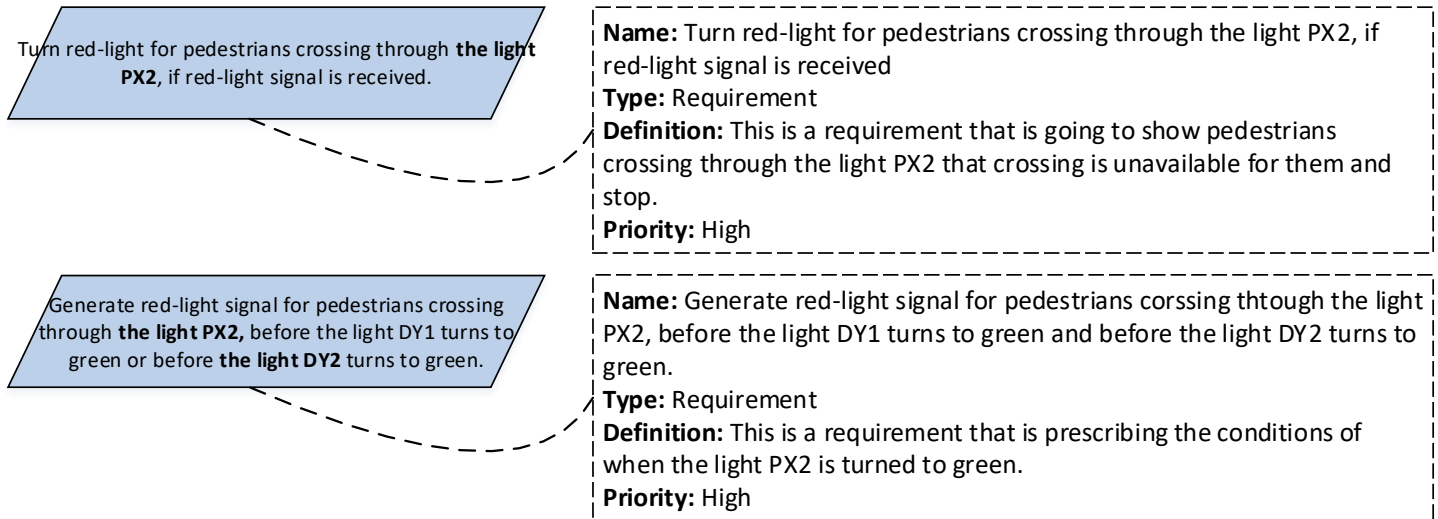 Turn red-light for pedestrians crossing through the light
PX2, if red-light signal is received.
Name: Turn red-light for pedestrians crossing through the light PX2, if
red-light signal is received
Type: Requirement
Definition: This is a requirement that is going to show pedestrians
crossing through the light PX2 that crossing is unavailable for them and
stop.
Priority: High
Generate red-light signal for pedestrians crossing
through the light PX2, before the light DY1 turns to
green or before the light DY2 turns to green.
Name: Generate red-light signal for pedestrians corssing thtough the light
PX2, before the light DY1 turns to green and before the light DY2 turns to
green.
Type: Requirement
Definition: This is a requirement that is prescribing the conditions of
when the light PX2 is turned to green.
Priority: High